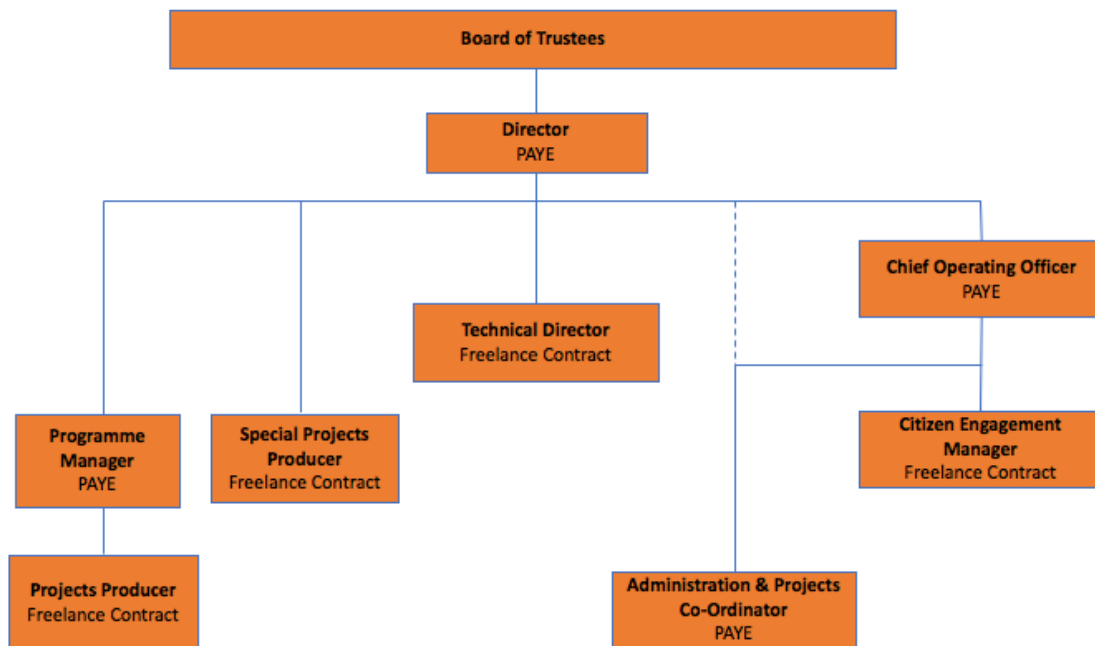 Board of Trustees
Director
PAYE
Chief Operating Officer
PAYE
Technical Director
Freelance Contract
Programme
Manager
PAYE
Special Projects
Producer
Freelance Contract
Citizen Engagement
Manager
Freelance Contract
Projects Producer
Freelance Contract
Administration & Projects
Co-Ordinator
PAYE